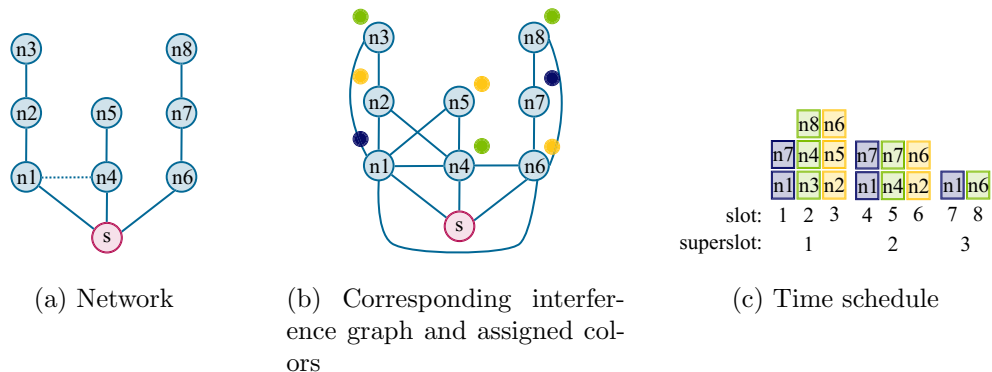 n3 n8
n2 n5 n7
n1 n4 n6
s
(a) Network
n3 n8
n2 n5 n7
n1 n4 n6
s
(b) Corresponding interfer-
ence graph and assigned col-
ors
n8 n6
n7 n4 n5 n7 n7 n6
n1 n3 n2 n1 n4 n2 n1 n6
slot: 1 2 3 4 5 6 7 8
superslot: 1 2 3
(c) Time schedule